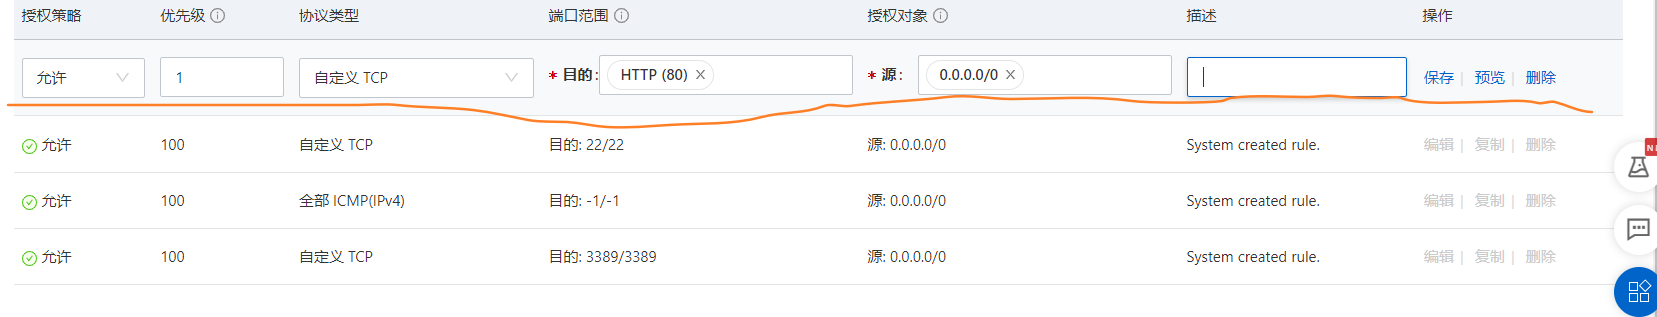 授权策略 优先级 协议类型 端口范围 授权对象 描述 操作
允许 1 自定义 TCP * 目的: HTTP (80) × * 源: 0.0.0.0/0 × 保存 | 预览 | 删除
允许 100 自定义 TCP 目的: 22/22 源: 0.0.0.0/0 System created rule. 编辑 | 复制 | 删除
允许 100 全部 ICMP(IPv4) 目的: -1/-1 源: 0.0.0.0/0 System created rule. 编辑 | 复制 | 删除
允许 100 自定义 TCP 目的: 3389/3389 源: 0.0.0.0/0 System created rule. 编辑 | 复制 | 删除